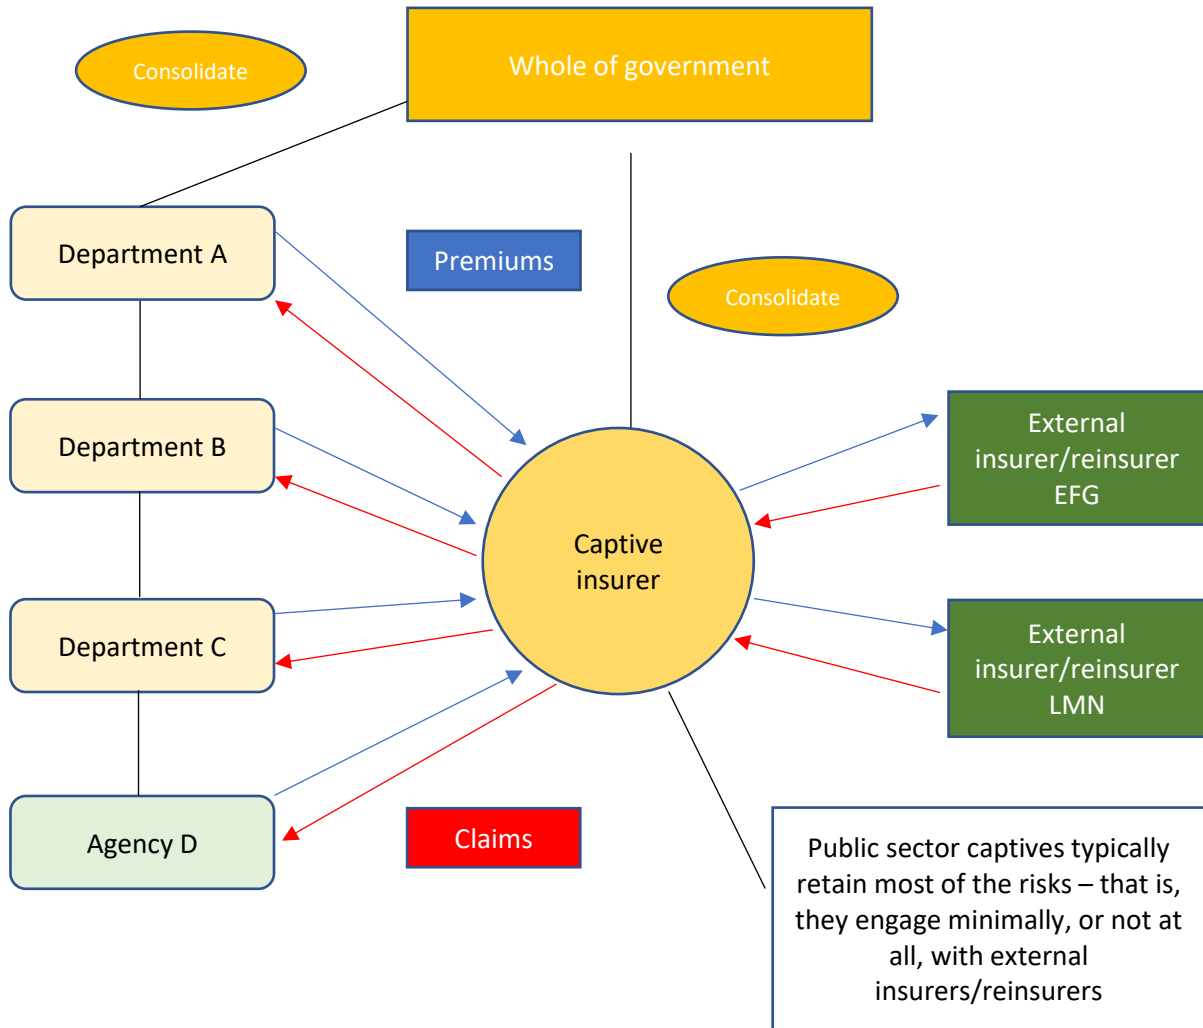 Consolidate
Whole of government
Department A
Premiums
Consolidate
Department B
External
insurer/reinsurer
EFG
Captive
insurer
Department C
External
insurer/reinsurer
LMN
Agency D
Claims
Public sector captives typically
retain most of the risks – that is,
they engage minimally, or not at
all, with external
insurers/reinsurers